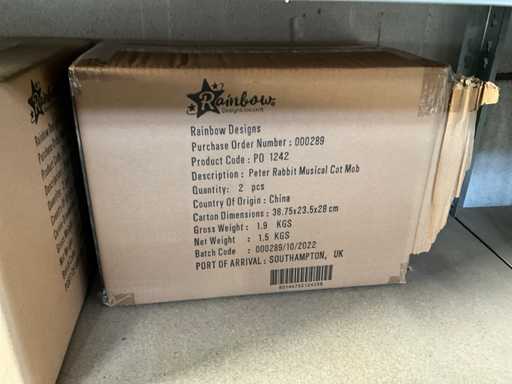 Rainbow
Designs
Rainbow Designs
Purchase Order Number : 000289
Product Code : PO 1242
Description : Peter Rabbit Musical Cot Mob
Quantity: 2 pcs
Country Of Origin : China
Carton Dimensions : 38.75x23.5x28 cm
Gross Weight : 1.9 KGS
Net Weight : 1.5 KGS
Batch Code : 000289/10/2022
PORT OF ARRIVAL: SOUTHAMPTON, UK